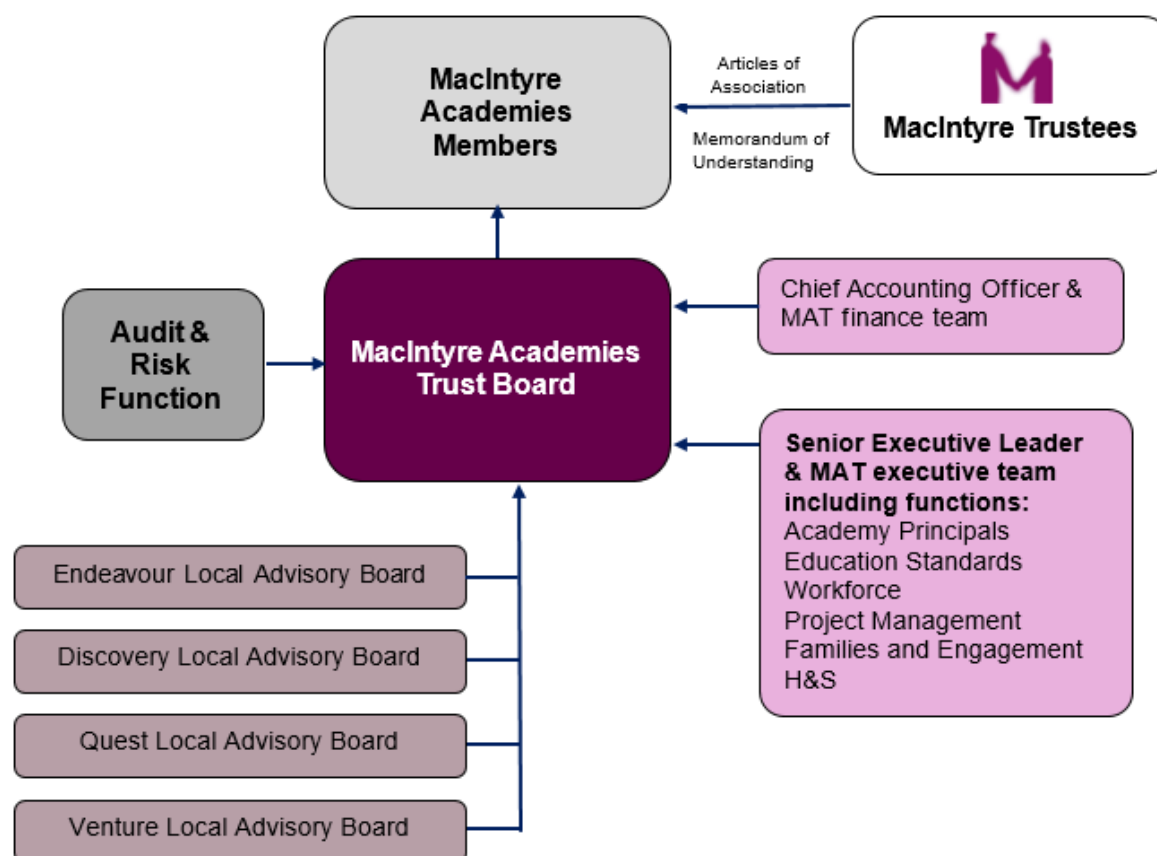 MacIntyre
Academies
Members
Articles of
Association
Memorandum of
Understanding
MacIntyre Trustees
Audit &
Risk
Function
MacIntyre Academies
Trust Board
Chief Accounting Officer &
MAT finance team
Senior Executive Leader
& MAT executive team
including functions:
Academy Principals
Education Standards
Workforce
Project Management
Families and Engagement
H&S
Endeavour Local Advisory Board
Discovery Local Advisory Board
Quest Local Advisory Board
Venture Local Advisory Board